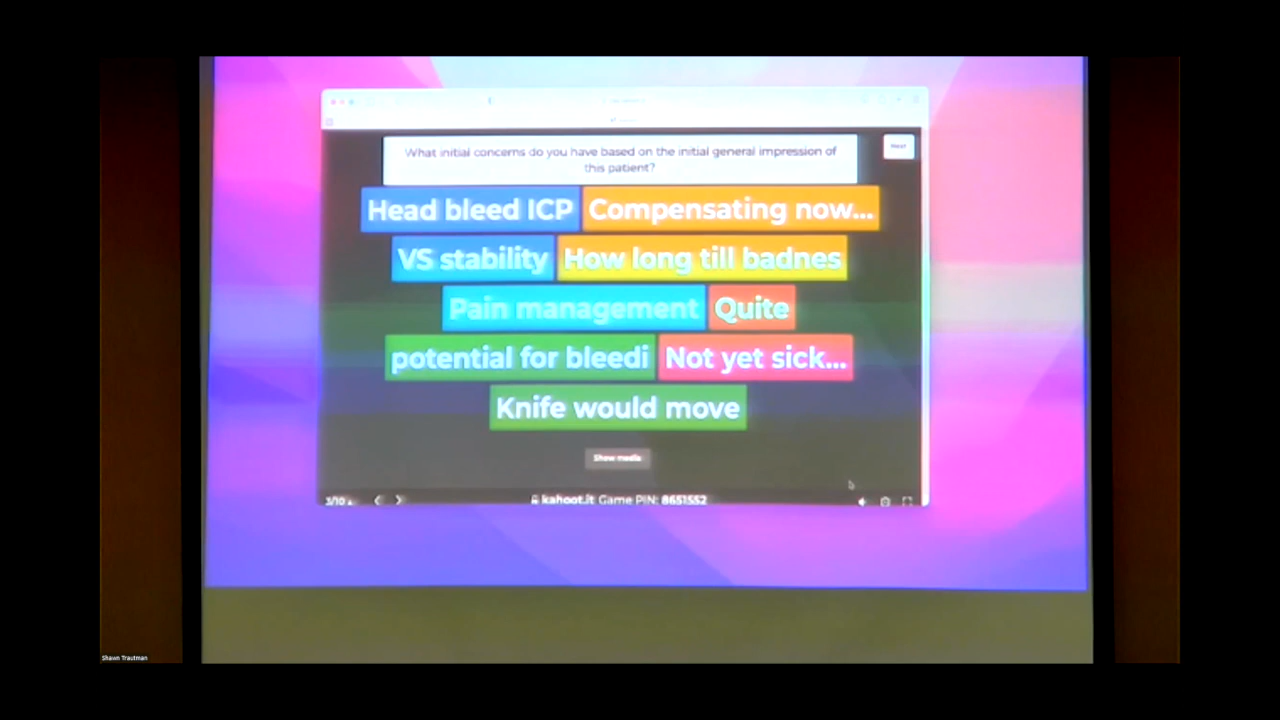 What initial concerns do you have based on the initial general impression of
this patient?
Next
Head bleed ICP
Compensating now...
VS stability
How long till badnes
Pain management
Quite
potential for bleedi
Not yet sick...
Knife would move
Show media
3/10
kahoot.it Game PIN: 8651552
Shawn Trautman